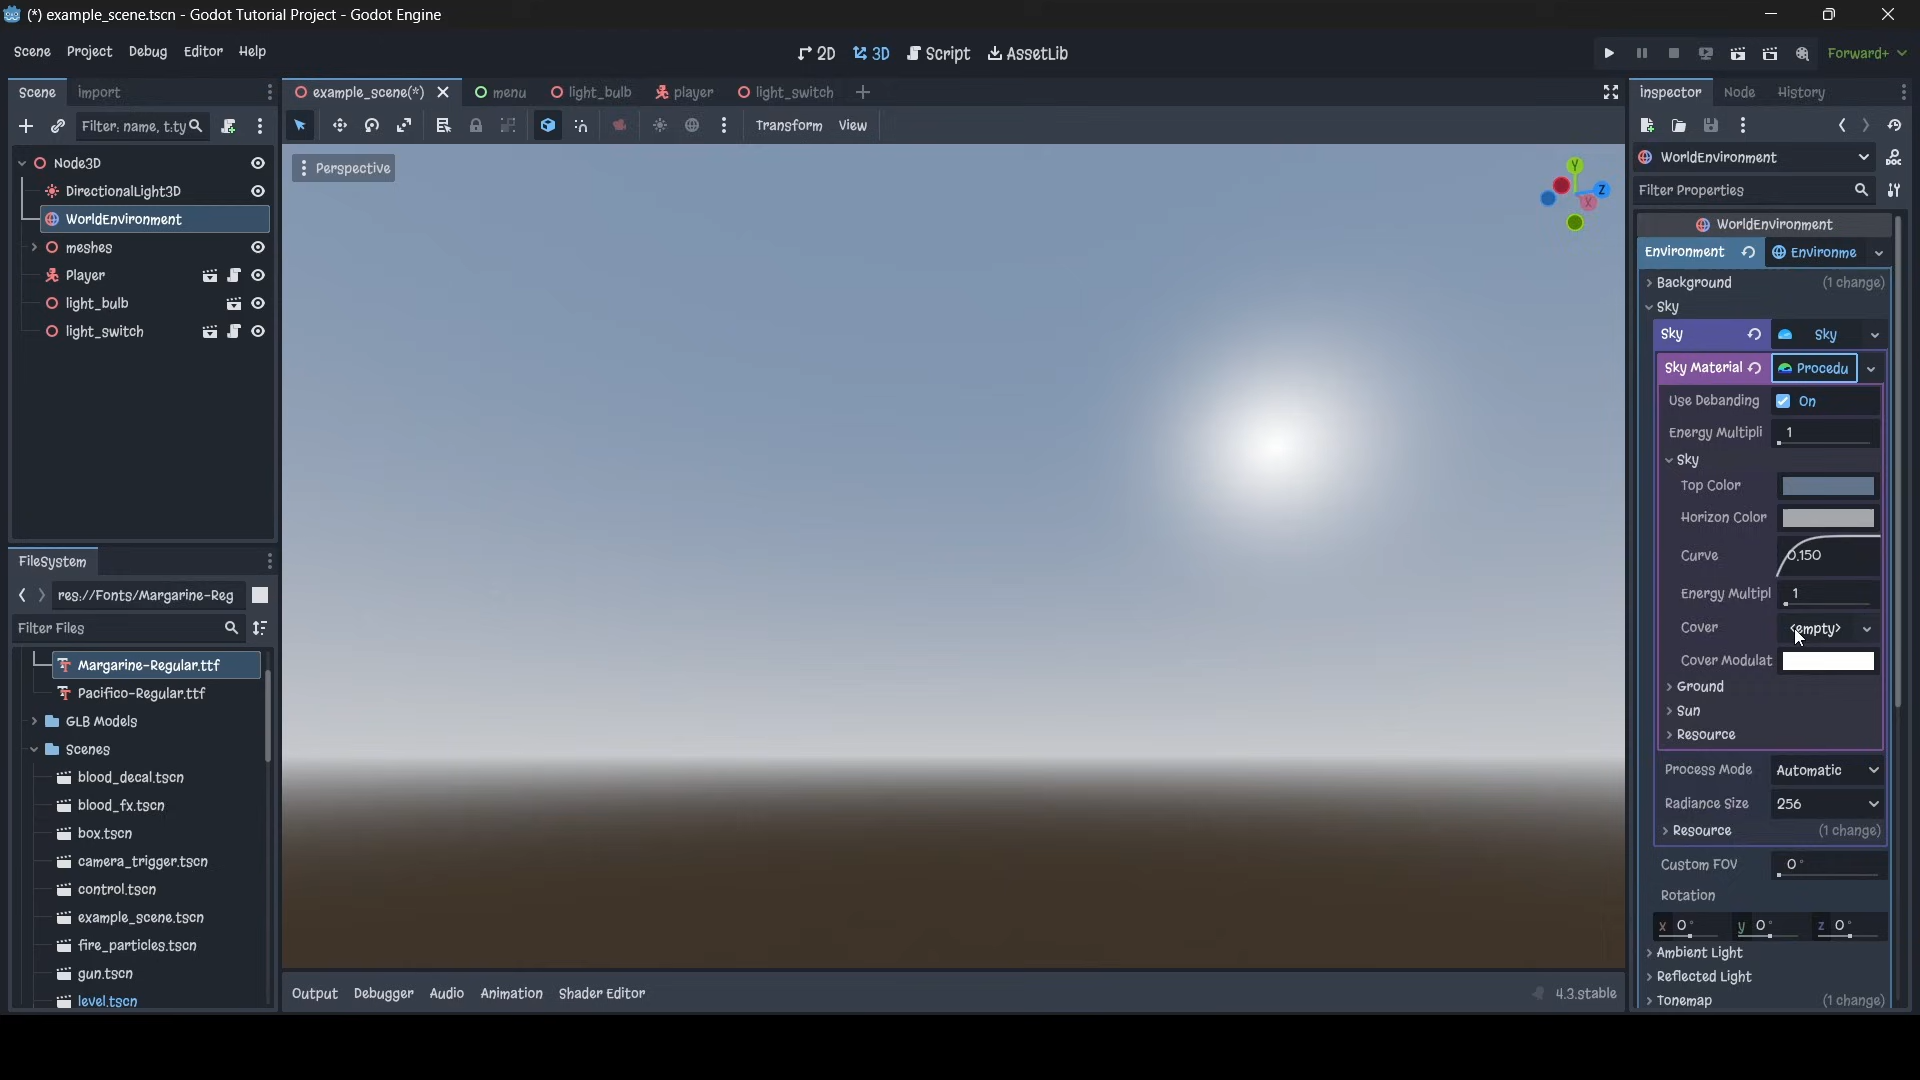 (*) example_scene.tscn - Godot Tutorial Project - Godot Engine
Scene Project Debug Editor Help
2D 3D Script AssetLib
Forward+
Scene Import
example_scene(*) menu light_bulb player light_switch
Inspector Node History
Filter: name, t:ty
Transform View
Node3D
DirectionalLight3D
WorldEnvironment
meshes
Player
light_bulb
light_switch
Perspective
Y
Z
X
FileSystem
res://Fonts/Margarine-Reg
Filter Files
Margarine-Regular.ttf
Pacifico-Regular.ttf
GLB Models
Scenes
blood_decal.tscn
blood_fx.tscn
box.tscn
camera_trigger.tscn
control.tscn
example_scene.tscn
fire_particles.tscn
gun.tscn
level.tscn
Output Debugger Audio Animation Shader Editor
4.3.stable
WorldEnvironment
Filter Properties
WorldEnvironment
Environment Environme
Background (1 change)
Sky
Sky Sky
Sky Material Procedu
Use Debanding On
Energy Multipli 1
Sky
Top Color
Horizon Color
Curve 0.150
Energy Multipl 1
Cover <empty>
Cover Modulat
Ground
Sun
Resource
Process Mode Automatic
Radiance Size 256
Resource (1 change)
Custom FOV 0°
Rotation
x 0° y 0° z 0°
Ambient Light
Reflected Light
Tonemap (1 change)